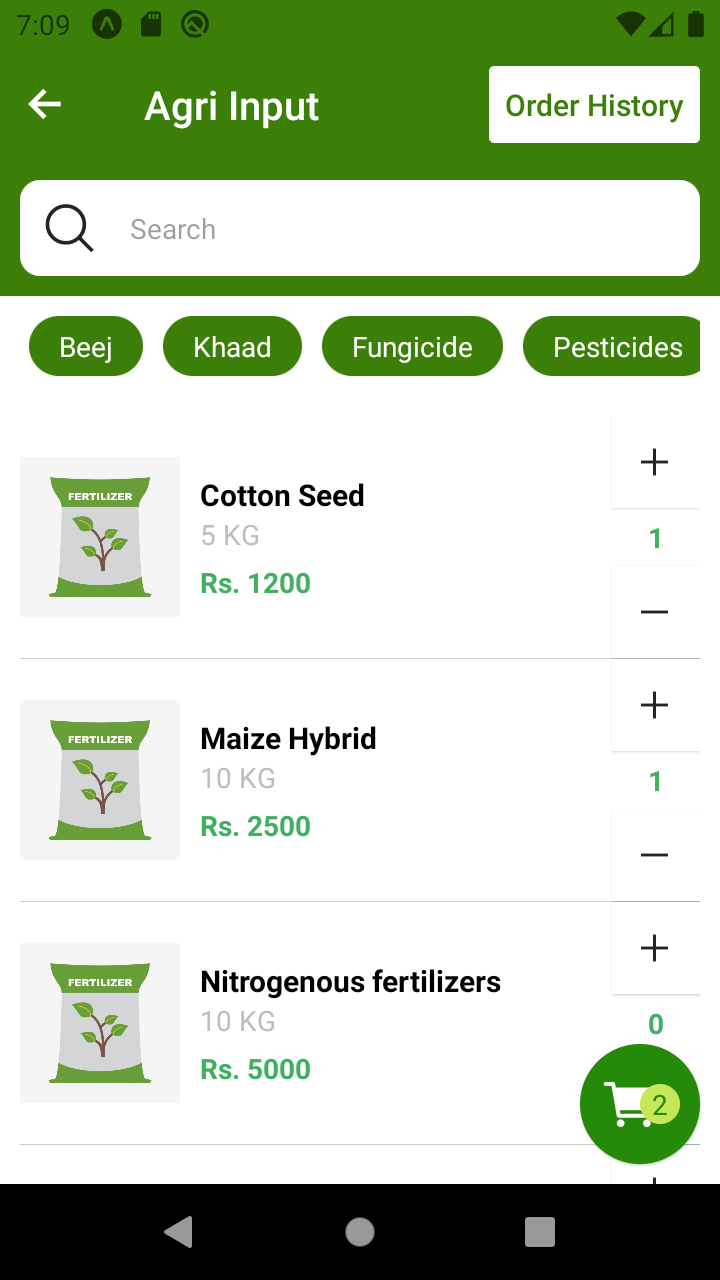 7:09
Agri Input
Order History
Search
Beej Khaad Fungicide Pesticides
FERTILIZER
Cotton Seed
5 KG
Rs. 1200
1
FERTILIZER
Maize Hybrid
10 KG
Rs. 2500
1
FERTILIZER
Nitrogenous fertilizers
10 KG
Rs. 5000
0
2